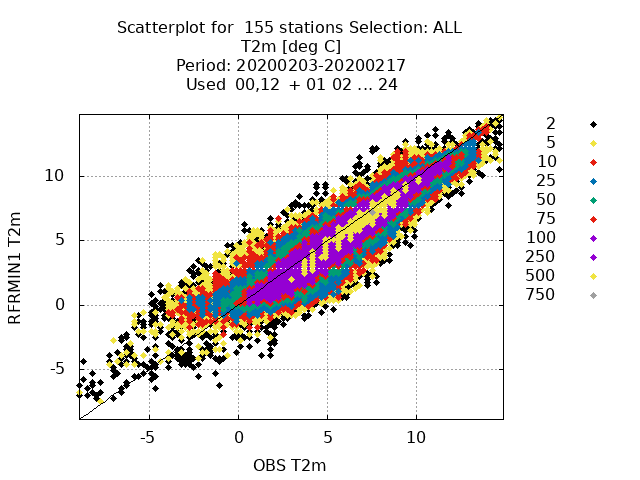 Scatterplot for 155 stations Selection: ALL
T2m [deg C]
Period: 20200203-20200217
Used 00,12 + 01 02 ... 24
2
5
10
25
50
75
100
250
500
750
10
5
0
-5
RFRMIN1 T2m
-5 0 5 10
OBS T2m